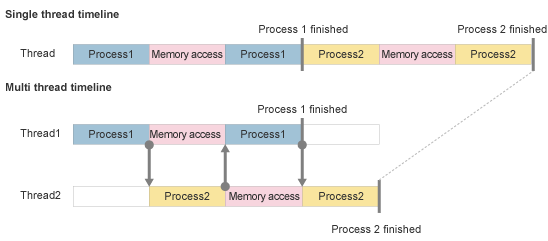 Single thread timeline
Process 1 finished Process 2 finished
Thread Process1 Memory access Process1 Process2 Memory access Process2
Multi thread timeline
Process 1 finished
Thread1 Process1 Memory access Process1
Thread2 Process2 Memory access Process2
Process 2 finished